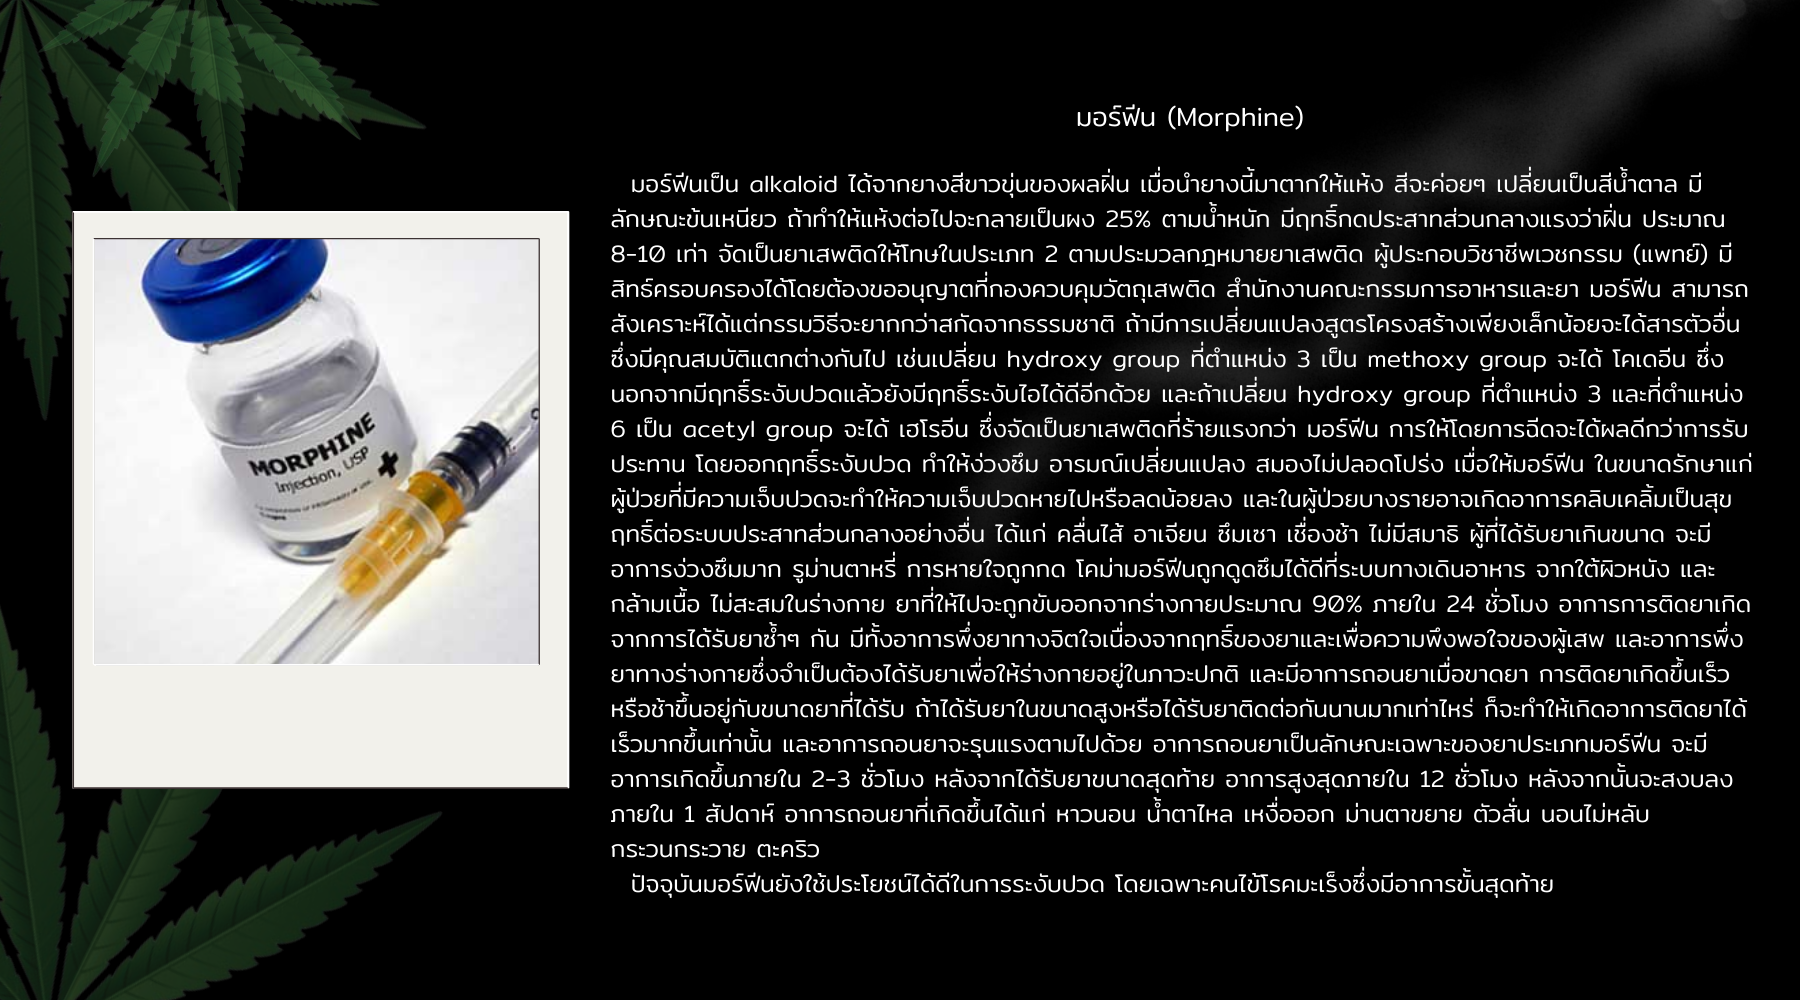 มอร์ฟีน (Morphine)
มอร์ฟีนเป็น alkaloid ได้จากยางสีขาวขุ่นของผลฝิ่น เมื่อนำยางนี้มาตากให้แห้ง สีจะค่อยๆ เปลี่ยนเป็นสีน้ำตาล มี
ลักษณะข้นเหนียว ถ้าทำให้แห้งต่อไปจะกลายเป็นผง 25% ตามน้ำหนัก มีฤทธิ์กดประสาทส่วนกลางแรงว่าฝิ่น ประมาณ
8-10 เท่า จัดเป็นยาเสพติดให้โทษในประเภท 2 ตามประมวลกฎหมายยาเสพติด ผู้ประกอบวิชาชีพเวชกรรม (แพทย์) มี
สิทธ์ครอบครองได้โดยต้องขออนุญาตที่กองควบคุมวัตถุเสพติด สำนักงานคณะกรรมการอาหารและยา มอร์ฟีน สามารถ
สังเคราะห์ได้แต่กรรมวิธีจะยากกว่าสกัดจากธรรมชาติ ถ้ามีการเปลี่ยนแปลงสูตรโครงสร้างเพียงเล็กน้อยจะได้สารตัวอื่น
ซึ่งมีคุณสมบัติแตกต่างกันไป เช่นเปลี่ยน hydroxy group ที่ตำแหน่ง 3 เป็น methoxy group จะได้ โคเดอีน ซึ่ง
นอกจากมีฤทธิ์ระงับปวดแล้วยังมีฤทธิ์ระงับไอได้ดีอีกด้วย และถ้าเปลี่ยน hydroxy group ที่ตำแหน่ง 3 และที่ตำแหน่ง
6 เป็น acetyl group จะได้ เฮโรอีน ซึ่งจัดเป็นยาเสพติดที่ร้ายแรงกว่า มอร์ฟีน การให้โดยการฉีดจะได้ผลดีกว่าการรับ
ประทาน โดยออกฤทธิ์ระงับปวด ทำให้ง่วงซึม อารมณ์เปลี่ยนแปลง สมองไม่ปลอดโปร่ง เมื่อให้มอร์ฟีน ในขนาดรักษาแก่
ผู้ป่วยที่มีความเจ็บปวดจะทำให้ความเจ็บปวดหายไปหรือลดน้อยลง และในผู้ป่วยบางรายอาจเกิดอาการคลิบเคลิ้มเป็นสุข
ฤทธิ์ต่อระบบประสาทส่วนกลางอย่างอื่น ได้แก่ คลื่นไส้ อาเจียน ซึมเซา เชื่องช้า ไม่มีสมาธิ ผู้ที่ได้รับยาเกินขนาด จะมี
อาการง่วงซึมมาก รูม่านตาหรี่ การหายใจถูกกด โคม่ามอร์ฟีนถูกดูดซึมได้ดีที่ระบบทางเดินอาหาร จากใต้ผิวหนัง และ
กล้ามเนื้อ ไม่สะสมในร่างกาย ยาที่ให้ไปจะถูกขับออกจากร่างกายประมาณ 90% ภายใน 24 ชั่วโมง อาการการติดยาเกิด
จากการได้รับยาซ้ำๆ กัน มีทั้งอาการพึ่งยาทางจิตใจเนื่องจากฤทธิ์ของยาและเพื่อความพึงพอใจของผู้เสพ และอาการพึ่ง
ยาทางร่างกายซึ่งจำเป็นต้องได้รับยาเพื่อให้ร่างกายอยู่ในภาวะปกติ และมีอาการถอนยาเมื่อขาดยา การติดยาเกิดขึ้นเร็ว
หรือช้าขึ้นอยู่กับขนาดยาที่ได้รับ ถ้าได้รับยาในขนาดสูงหรือได้รับยาติดต่อกันนานมากเท่าไหร่ ก็จะทำให้เกิดอาการติดยาได้
เร็วมากขึ้นเท่านั้น และอาการถอนยาจะรุนแรงตามไปด้วย อาการถอนยาเป็นลักษณะเฉพาะของยาประเภทมอร์ฟีน จะมี
อาการเกิดขึ้นภายใน 2-3 ชั่วโมง หลังจากได้รับยาขนาดสุดท้าย อาการสูงสุดภายใน 12 ชั่วโมง หลังจากนั้นจะสงบลง
ภายใน 1 สัปดาห์ อาการถอนยาที่เกิดขึ้นได้แก่ หาวนอน น้ำตาไหล เหงื่อออก ม่านตาขยาย ตัวสั่น นอนไม่หลับ
กระวนกระวาย ตะคริว
ปัจจุบันมอร์ฟีนยังใช้ประโยชน์ได้ดีในการระงับปวด โดยเฉพาะคนไข้โรคมะเร็งซึ่งมีอาการขั้นสุดท้าย
MORPHINE
Injection, USP